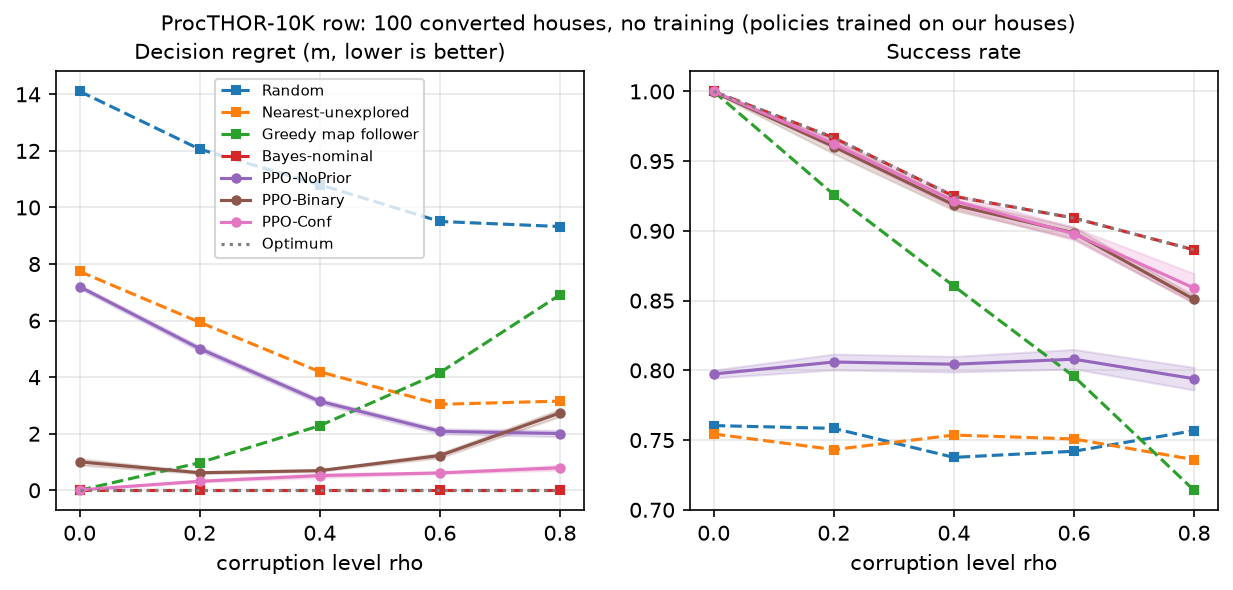 ProcTHOR-10K row: 100 converted houses, no training (policies trained on our houses)
Decision regret (m, lower is better)
14
12
10
8
6
4
2
0
0.0 0.2 0.4 0.6 0.8
corruption level rho
Random
Nearest-unexplored
Greedy map follower
Bayes-nominal
PPO-NoPrior
PPO-Binary
PPO-Conf
Optimum
Success rate
1.00
0.95
0.90
0.85
0.80
0.75
0.70
0.0 0.2 0.4 0.6 0.8
corruption level rho